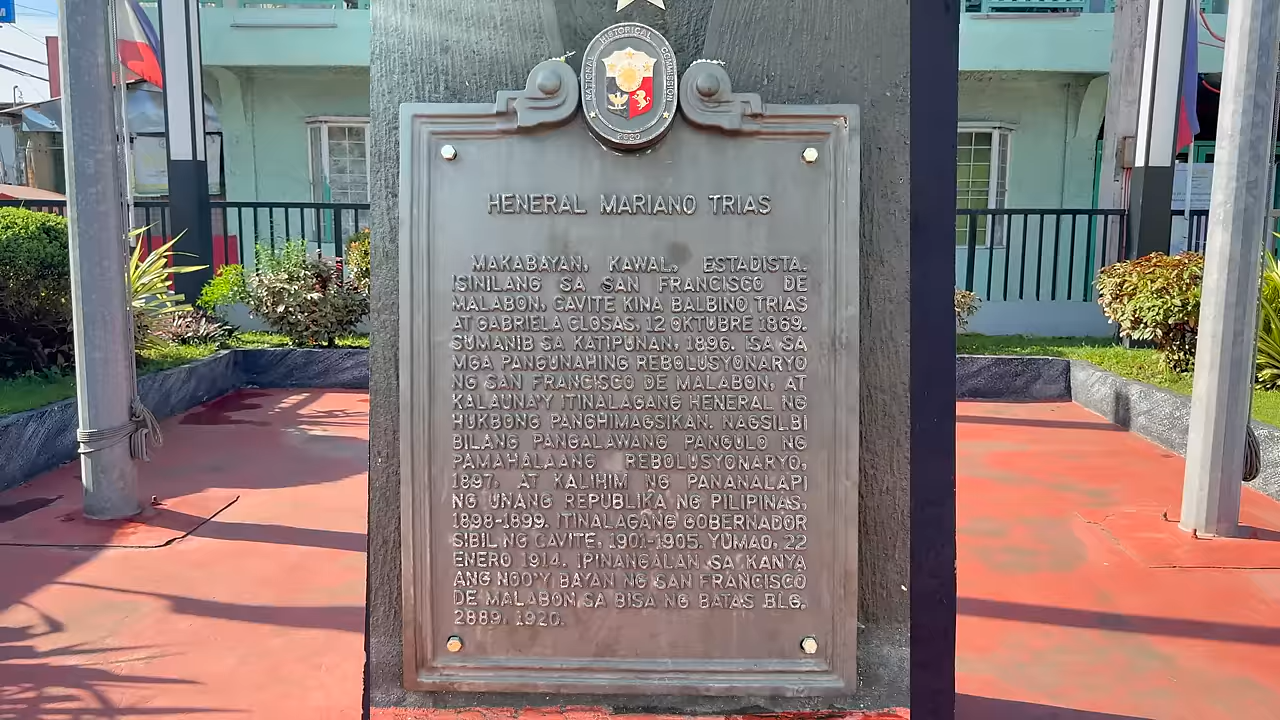 M
NATIONAL HISTORICAL COMMISSION
2020
HENERAL MARIANO TRIAS
MAKABAYAN, KAWAL, ESTADISTA.
ISINILANG SA SAN FRANCISCO DE
MALABON, CAVITE KINA BALBINO TRIAS
AT GABRIELA CLOSAS, 12 OKTUBRE 1869.
SUMANIB SA KATIPUNAN, 1896. ISA SA
MGA PANGUNAHING REBOLUSYONARYO
NG SAN FRANCISCO DE MALABON, AT
KALAUNA'Y ITINALAGANG HENERAL NG
HUKBONG PANGHIMAGSIKAN. NAGSILBI
BILANG PANGALAWANG PANGULO NG
PAMAHALAANG REBOLUSYONARYO,
1897, AT KALIHIM NG PANANALAPI
NG UNANG REPUBLIKA NG PILIPINAS,
1898-1899. ITINALAGANG GOBERNADOR
SIBIL NG CAVITE, 1901-1905. YUMAO, 22
ENERO 1914. IPINANGALAN SA KANYA
ANG NOO'Y BAYAN NG SAN FRANCISCO
DE MALABON SA BISA NG BATAS BLG.
2889, 1920.